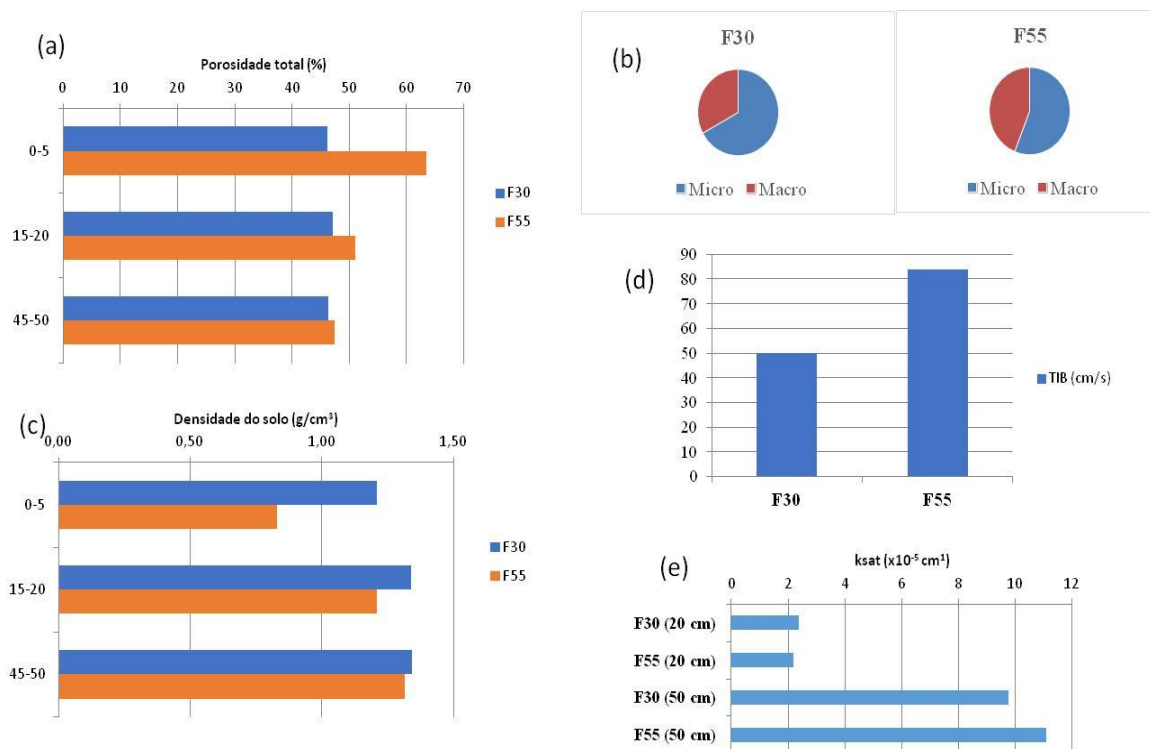 (a)
Porosidade total (%)
0 10 20 30 40 50 60 70
0-5
15-20
45-50
F30
F55
(b)
F30
Micro Macro
F55
Micro Macro
(c)
Densidade do solo (g/cm³)
0,00 0,50 1,00 1,50
0-5
15-20
45-50
F30
F55
(d)
90
80
70
60
50
40
30
20
10
0
F30 F55
TIB (cm/s)
(e)
ksat (x10⁻⁵ cm¹)
0 2 4 6 8 10 12
F30 (20 cm)
F55 (20 cm)
F30 (50 cm)
F55 (50 cm)